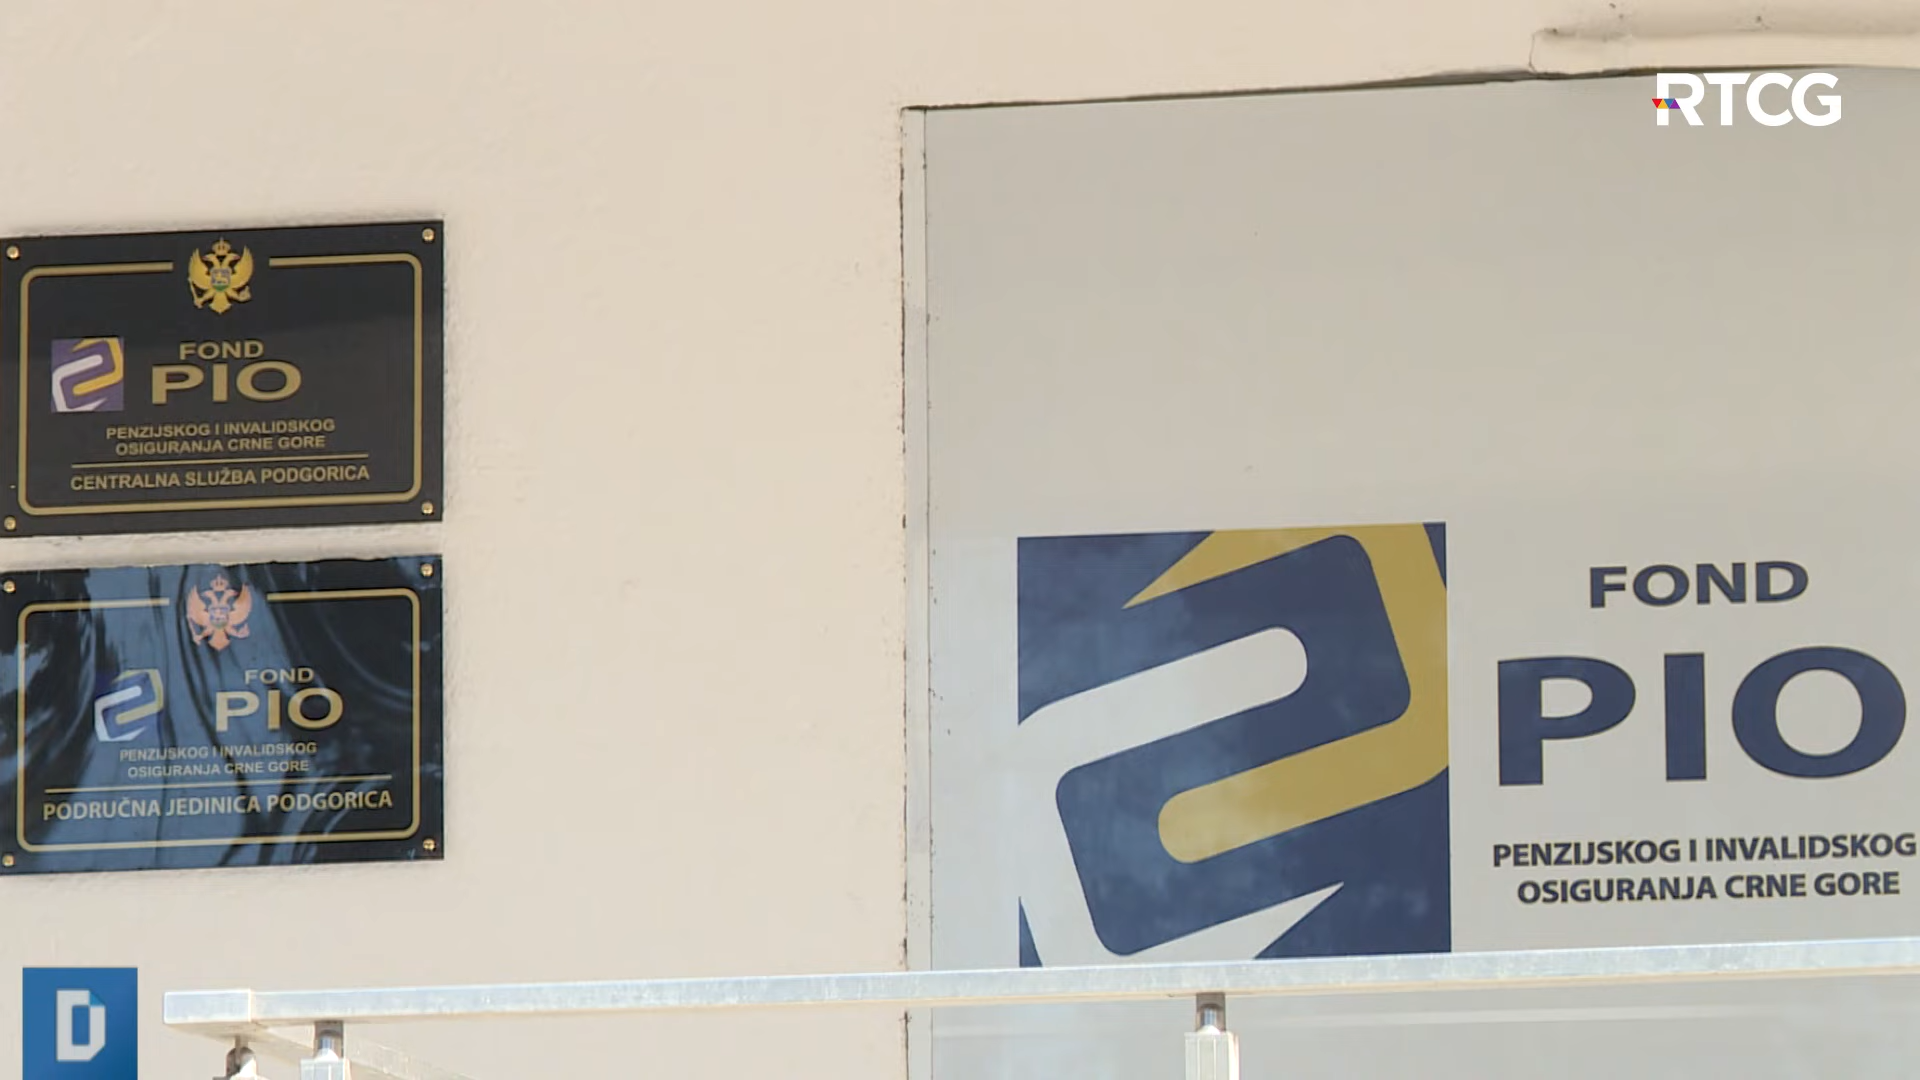 RTCG
FOND
PIO
PENZIJSKOG I INVALIDSKOG
OSIGURANJA CRNE GORE
CENTRALNA SLUŽBA PODGORICA
FOND
PIO
PENZIJSKOG I INVALIDSKOG
OSIGURANJA CRNE GORE
PODRUČNA JEDINICA PODGORICA
FOND
PIO
PENZIJSKOG I INVALIDSKOG
OSIGURANJA CRNE GORE
D